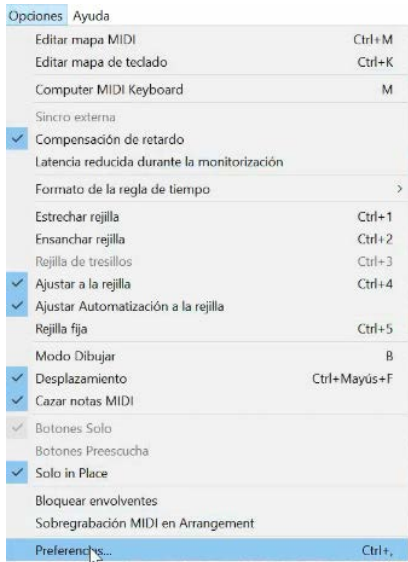 Opciones Ayuda
Editar mapa MIDI Ctrl+M
Editar mapa de teclado Ctrl+K
Computer MIDI Keyboard M
Sincro externa
Compensación de retardo
Latencia reducida durante la monitorización
Formato de la regla de tiempo
Estrechar rejilla Ctrl+1
Ensanchar rejilla Ctrl+2
Rejilla de tresillos Ctrl+3
Ajustar a la rejilla Ctrl+4
Ajustar Automatización a la rejilla
Rejilla fija Ctrl+5
Modo Dibujar B
Desplazamiento Ctrl+Mayús+F
Cazar notas MIDI
Botones Solo
Botones Preescucha
Solo in Place
Bloquear envolventes
Sobregrabación MIDI en Arrangement
Preferencias... Ctrl+,